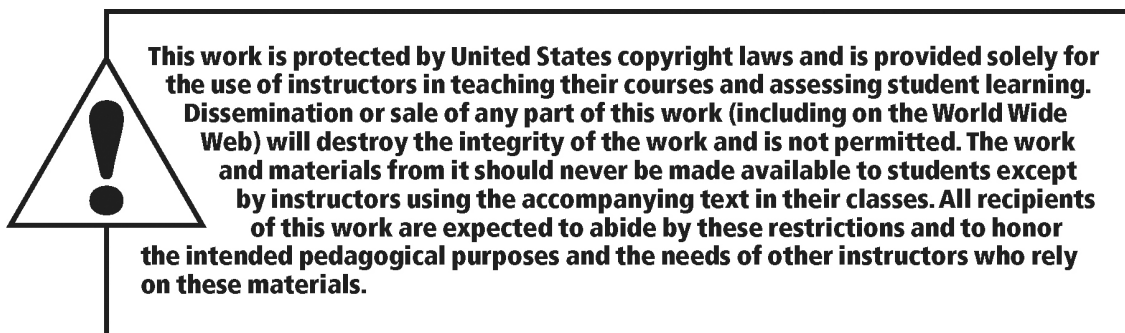 This work is protected by United States copyright laws and is provided solely for
the use of instructors in teaching their courses and assessing student learning.
Dissemination or sale of any part of this work (including on the World Wide
Web) will destroy the integrity of the work and is not permitted. The work
and materials from it should never be made available to students except
by instructors using the accompanying text in their classes. All recipients
of this work are expected to abide by these restrictions and to honor
the intended pedagogical purposes and the needs of other instructors who rely
on these materials.